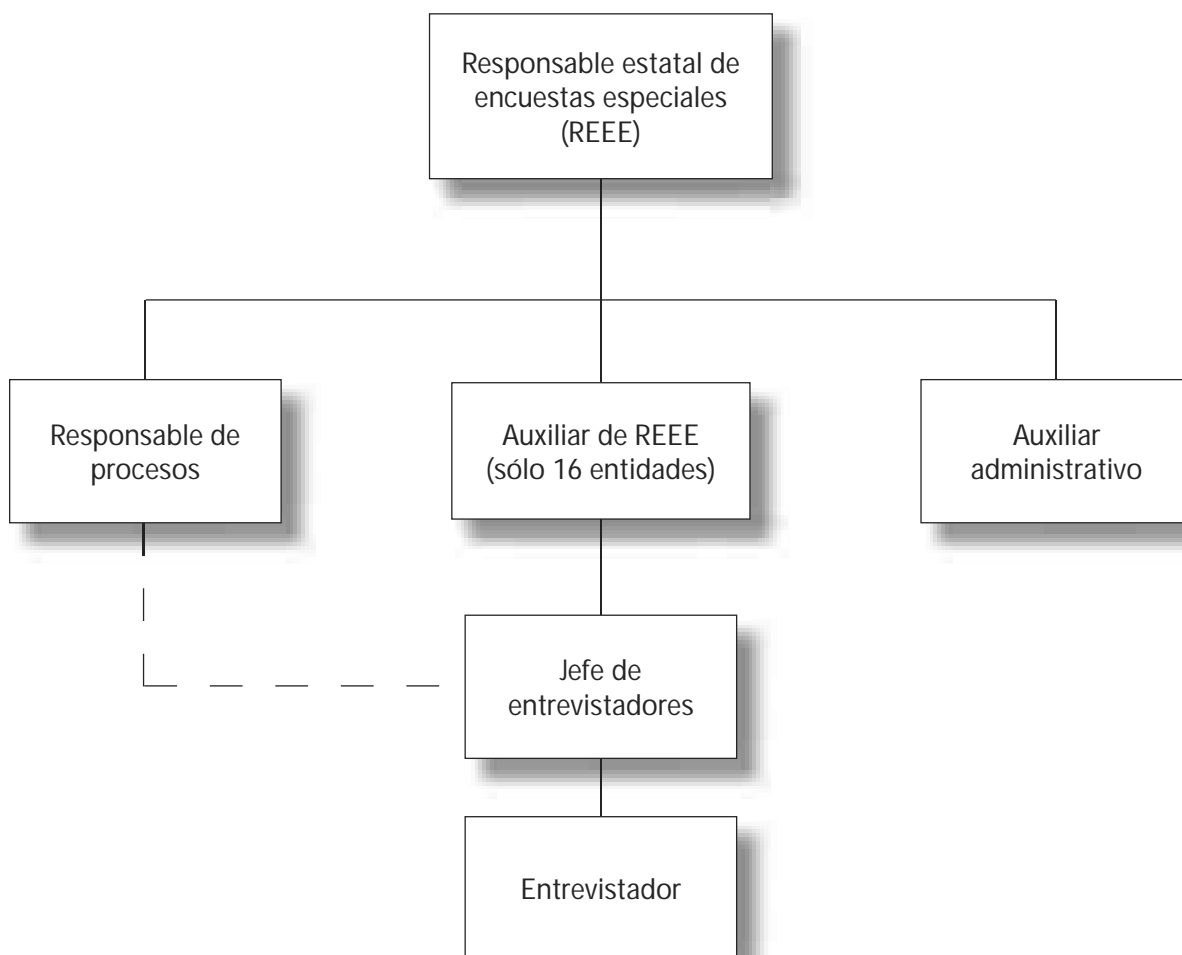 Responsable estatal de
encuestas especiales
(REEE)
Responsable de
procesos
Auxiliar de REEE
(sólo 16 entidades)
Auxiliar
administrativo
Jefe de
entrevistadores
Entrevistador